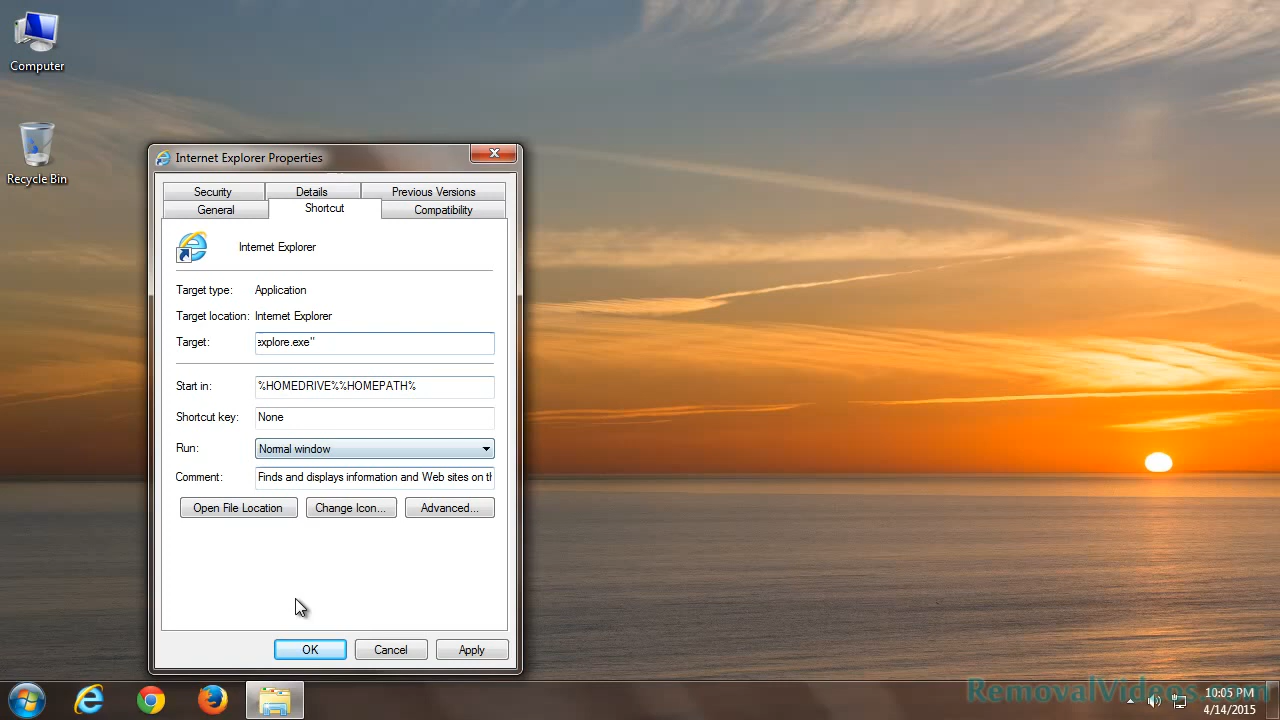 Computer
Recycle Bin
Internet Explorer Properties
Security Details Previous Versions
General Shortcut Compatibility
Internet Explorer
Target type: Application
Target location: Internet Explorer
Target: explore.exe"
Start in: %HOMEDRIVE%%HOMEPATH%
Shortcut key: None
Run: Normal window
Comment: Finds and displays information and Web sites on th
Open File Location Change Icon... Advanced...
OK Cancel Apply
RemovalVideos.com
10:05 PM
4/14/2015